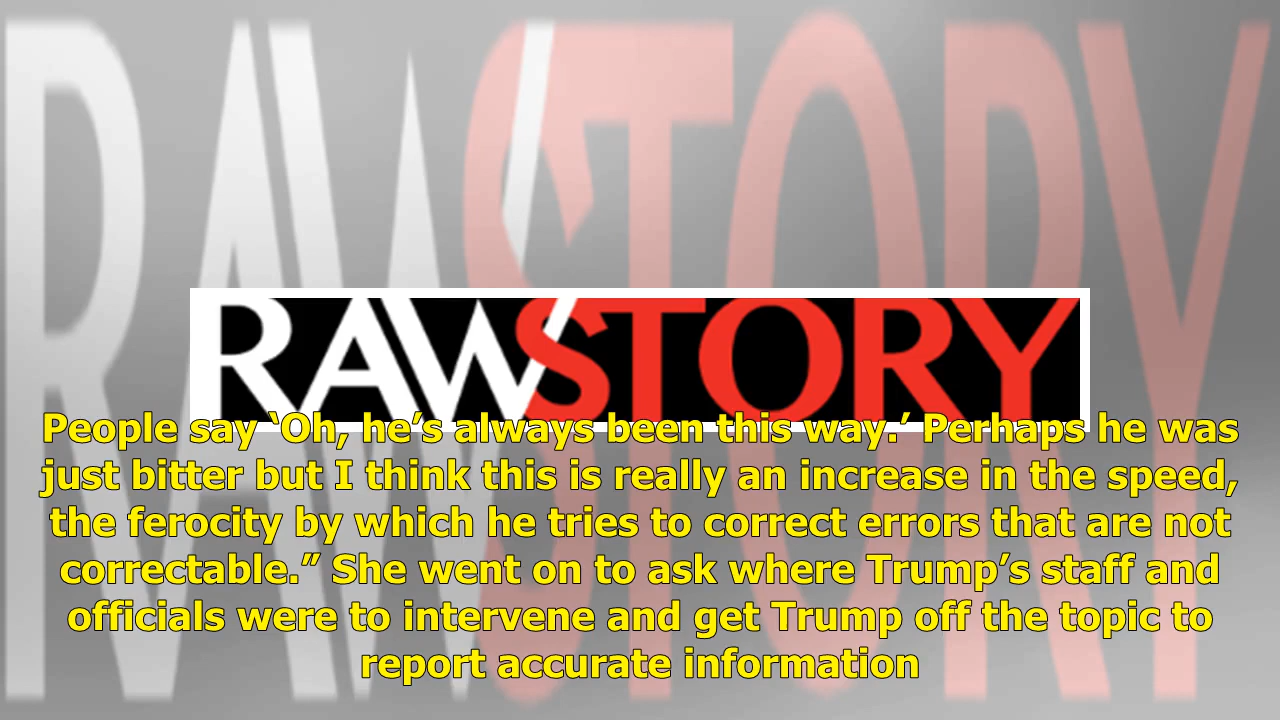 RAWSTORY
RAWSTORY
People say ‘Oh, he’s always been this way.’ Perhaps he was
just bitter but I think this is really an increase in the speed,
the ferocity by which he tries to correct errors that are not
correctable.” She went on to ask where Trump’s staff and
officials were to intervene and get Trump off the topic to
report accurate information